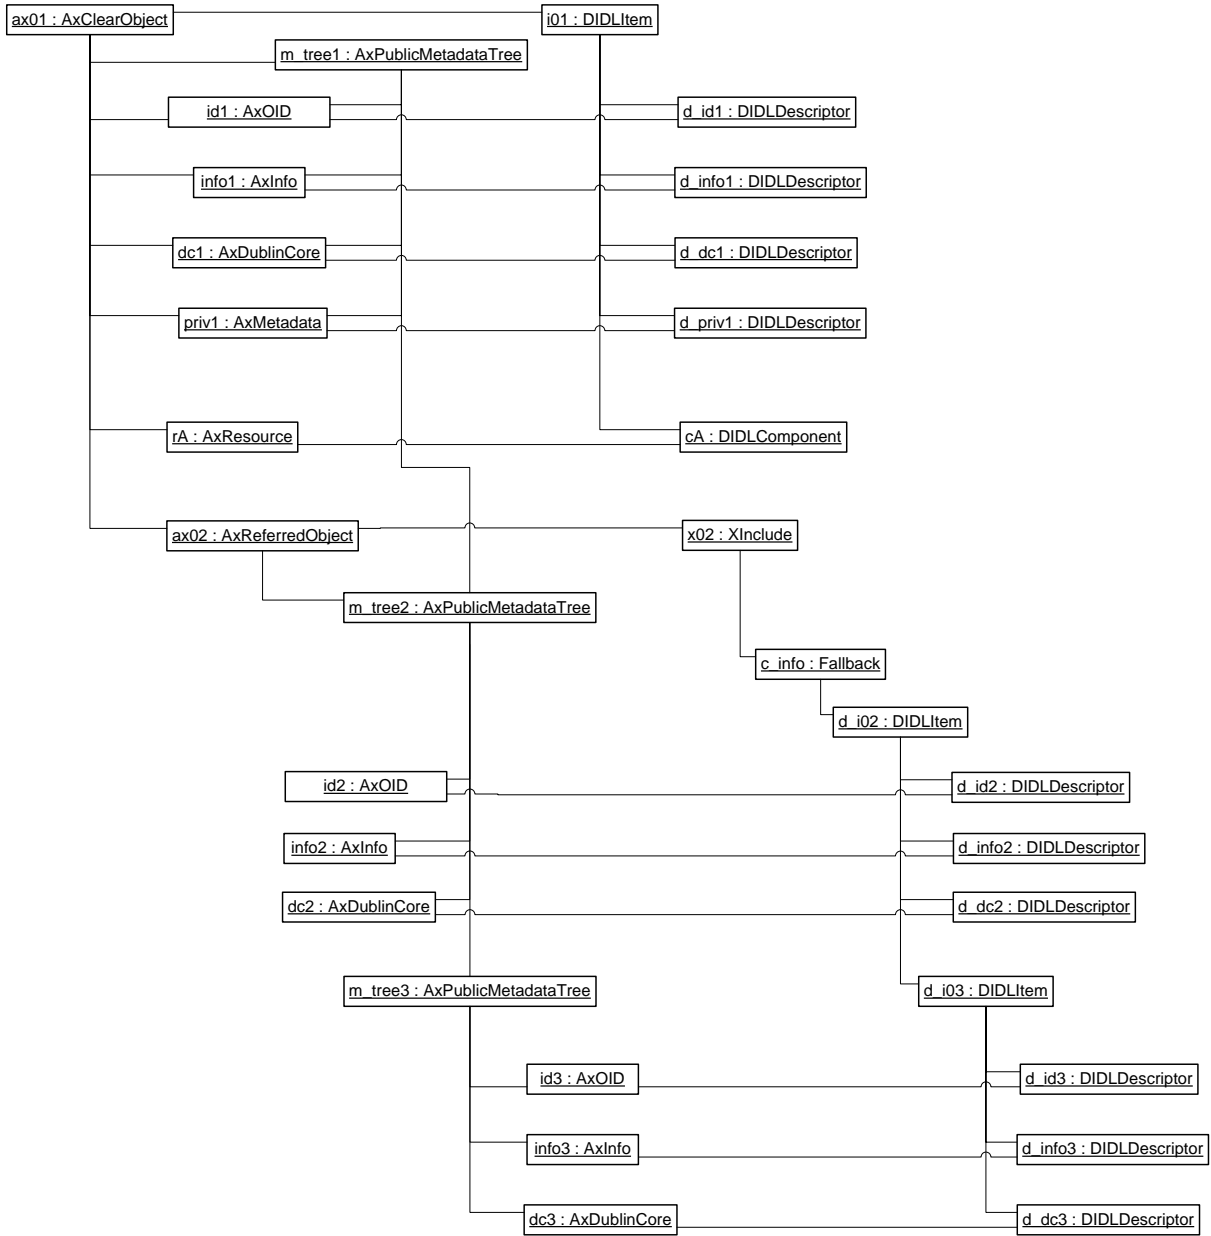 ax01 : AxClearObject
i01 : DIDLItem
m_tree1 : AxPublicMetadataTree
id1 : AxOID
d_id1 : DIDLDescriptor
info1 : AxInfo
d_info1 : DIDLDescriptor
dc1 : AxDublinCore
d_dc1 : DIDLDescriptor
priv1 : AxMetadata
d_priv1 : DIDLDescriptor
rA : AxResource
cA : DIDLComponent
ax02 : AxReferredObject
x02 : XInclude
m_tree2 : AxPublicMetadataTree
c_info : Fallback
d_i02 : DIDLItem
id2 : AxOID
d_id2 : DIDLDescriptor
info2 : AxInfo
d_info2 : DIDLDescriptor
dc2 : AxDublinCore
d_dc2 : DIDLDescriptor
m_tree3 : AxPublicMetadataTree
d_i03 : DIDLItem
id3 : AxOID
d_id3 : DIDLDescriptor
info3 : AxInfo
d_info3 : DIDLDescriptor
dc3 : AxDublinCore
d_dc3 : DIDLDescriptor